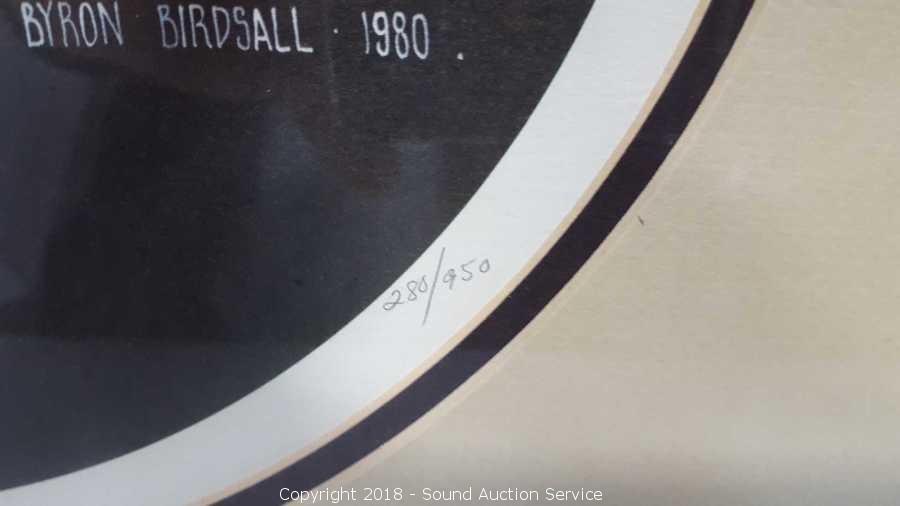 BYRON BIRDSALL · 1980 .
280/950
Copyright 2018 - Sound Auction Service